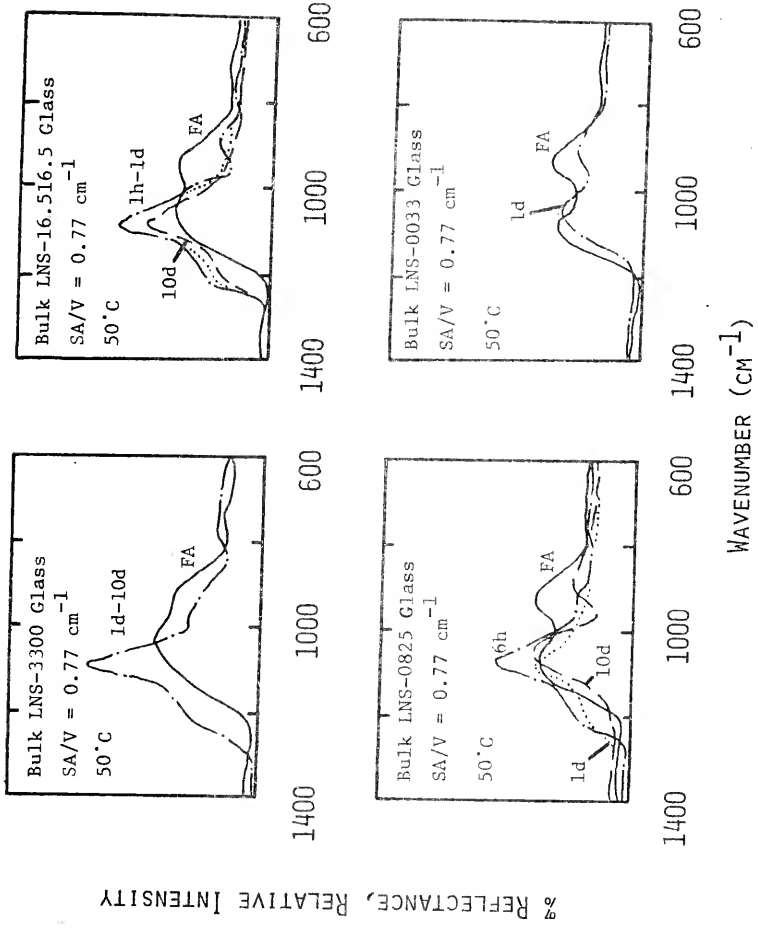 % REFLECTANCE, RELATIVE INTENSITY
Bulk LNS-3300 Glass
SA/V = 0.77 cm⁻¹
50°C
1d-10d
FA
1400
1000
600
Bulk LNS-16.516.5 Glass
SA/V = 0.77 cm⁻¹
50°C
1h-1d
FA
10d
1400
1000
600
Bulk LNS-0825 Glass
SA/V = 0.77 cm⁻¹
50°C
6h
FA
10d
1d
1400
1000
600
Bulk LNS-0033 Glass
SA/V = 0.77 cm⁻¹
50°C
1d
FA
1400
1000
600
WAVENUMBER (CM⁻¹)